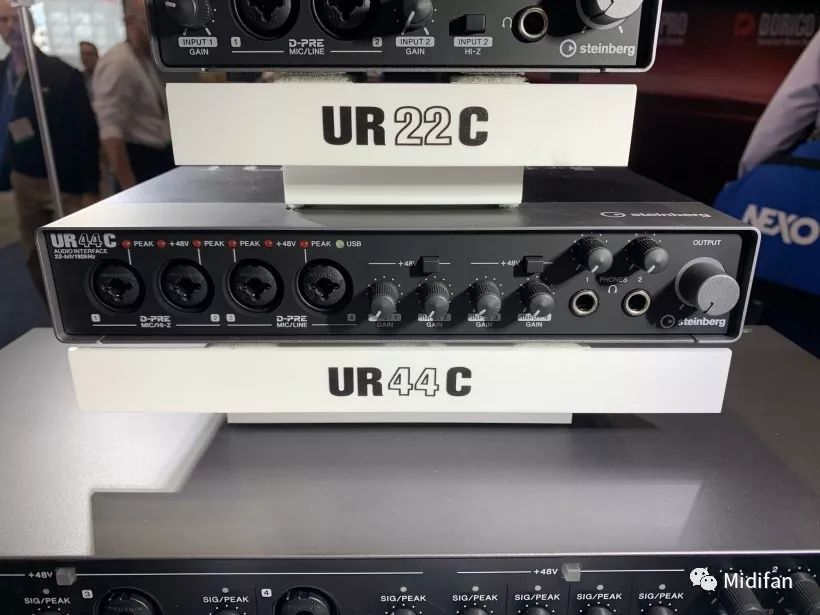 INPUT 1
GAIN
1
D-PRE
MIC/LINE
2
INPUT 2
GAIN
INPUT 2
HI-Z
steinberg
DORICO
UR22C
NEXO
steinberg
UR44C
AUDIO INTERFACE
32-bit/192kHz
PEAK +48V PEAK PEAK +48V PEAK USB
+48V +48V
OUTPUT
1 PHONES 2
1 D-PRE 2 3 D-PRE 4
MIC/HI-Z MIC/LINE
GAIN GAIN GAIN GAIN
steinberg
UR44C
+48V
+48V
2
3 SIG/PEAK 4 SIG/PEAK SIG/PEAK SIG/PEAK SIG/PEAK
SIG/PEAK
Midifan